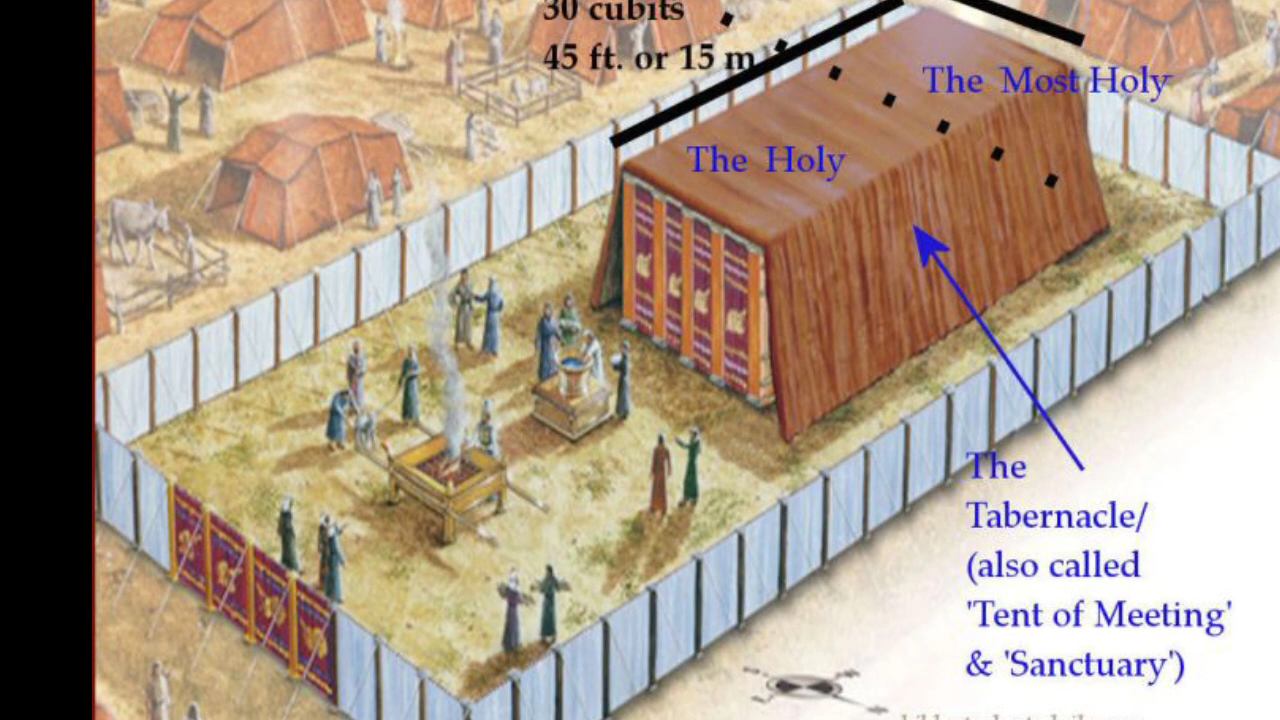 30 cubits
45 ft. or 15 m
The Most Holy
The Holy
The
Tabernacle/
(also called
'Tent of Meeting'
& 'Sanctuary')